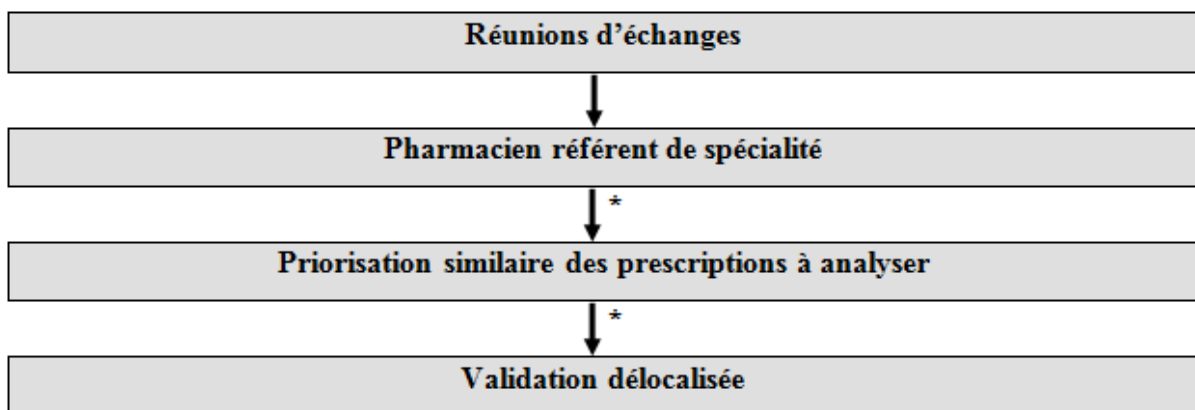 Réunions d'échanges
Pharmacien référent de spécialité
*
Priorisation similaire des prescriptions à analyser
*
Validation délocalisée